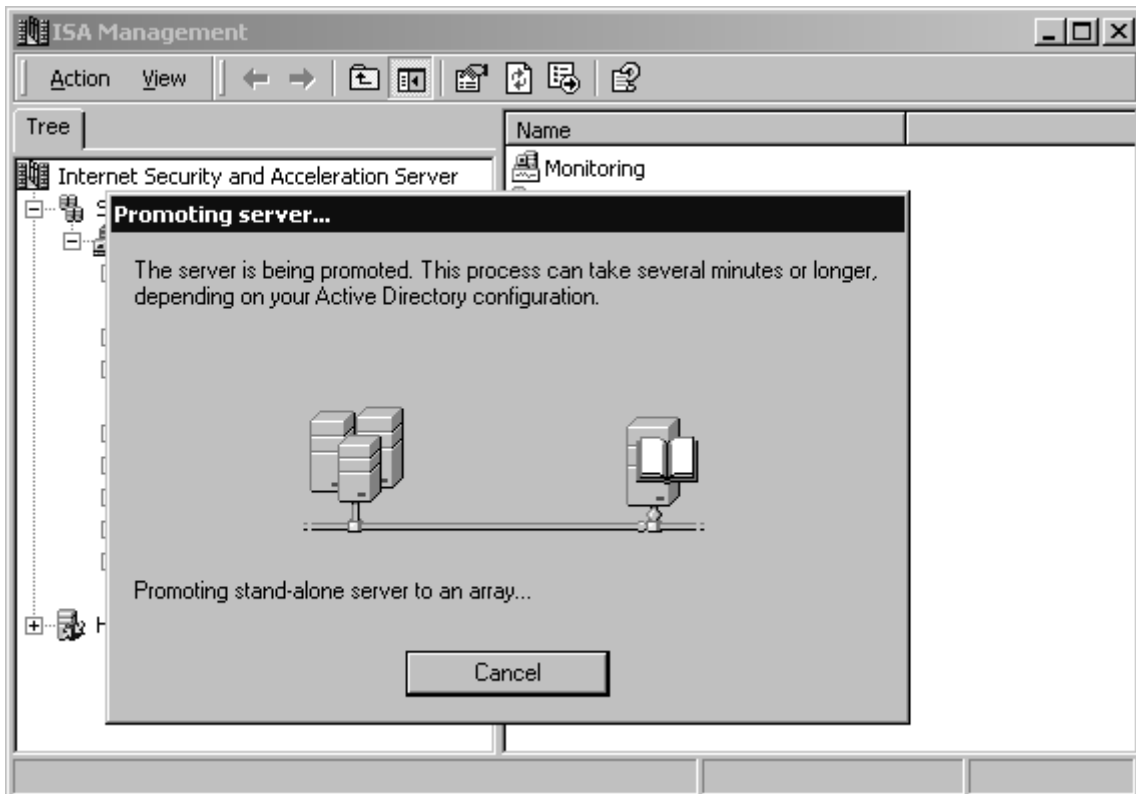 ISA Management
Action View
Tree
Name
Internet Security and Acceleration Server
Monitoring
Promoting server...
The server is being promoted. This process can take several minutes or longer,
depending on your Active Directory configuration.
Promoting stand-alone server to an array...
Cancel